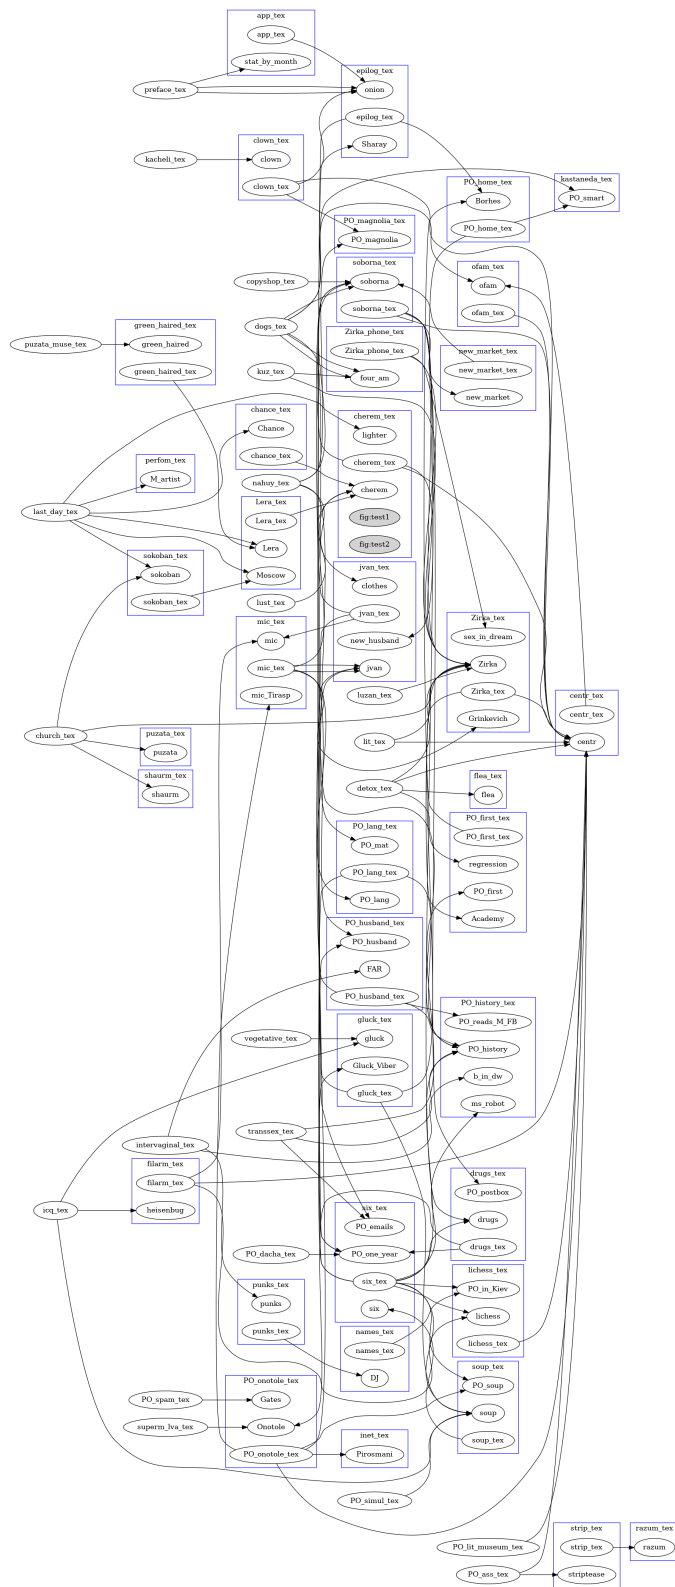 app_tex
app_tex
stat_by_month
preface_tex
epilog_tex
onion
epilog_tex
Sharay
clown_tex
clown
clown_tex
kacheli_tex
PO_home_tex
Borhes
PO_home_tex
kastaneda_tex
PO_smart
PO_magnolia_tex
PO_magnolia
soborna_tex
soborna
soborna_tex
copyshop_tex
ofam_tex
ofam
ofam_tex
dogs_tex
Zirka_phone_tex
Zirka_phone_tex
four_am
puzata_muse_tex
green_haired_tex
green_haired
green_haired_tex
kuz_tex
new_market_tex
new_market_tex
new_market
chance_tex
Chance
chance_tex
cherem_tex
lighter
cherem_tex
cherem
fig:test1
fig:test2
perfom_tex
M_artist
nahuy_tex
last_day_tex
Lera_tex
Lera_tex
Lera
Moscow
sokoban_tex
sokoban
sokoban_tex
lust_tex
jvan_tex
clothes
jvan_tex
new_husband
jvan
mic_tex
mic
mic_tex
mic_Tirasp
Zirka_tex
sex_in_dream
Zirka
Zirka_tex
Grinkevich
luzan_tex
centr_tex
centr_tex
centr
church_tex
puzata_tex
puzata
shaurm_tex
shaurm
lit_tex
detox_tex
flea_tex
flea
PO_first_tex
PO_first_tex
regression
PO_first
Academy
PO_lang_tex
PO_mat
PO_lang_tex
PO_lang
PO_husband_tex
PO_husband
FAR
PO_husband_tex
PO_history_tex
PO_reads_M_FB
PO_history
b_in_dw
ms_robot
gluck_tex
gluck
Gluck_Viber
gluck_tex
vegetative_tex
transsex_tex
intervaginal_tex
filarm_tex
filarm_tex
heisenbug
icq_tex
drugs_tex
PO_postbox
drugs
drugs_tex
six_tex
PO_emails
PO_one_year
six_tex
six
PO_dacha_tex
lichess_tex
PO_in_Kiev
lichess
lichess_tex
punks_tex
punks
punks_tex
names_tex
names_tex
DJ
soup_tex
PO_soup
soup
soup_tex
PO_onotole_tex
Gates
Onotole
PO_onotole_tex
PO_spam_tex
superm_lva_tex
inet_tex
Pirosmani
PO_simul_tex
PO_lit_museum_tex
PO_ass_tex
strip_tex
strip_tex
striptease
razum_tex
razum